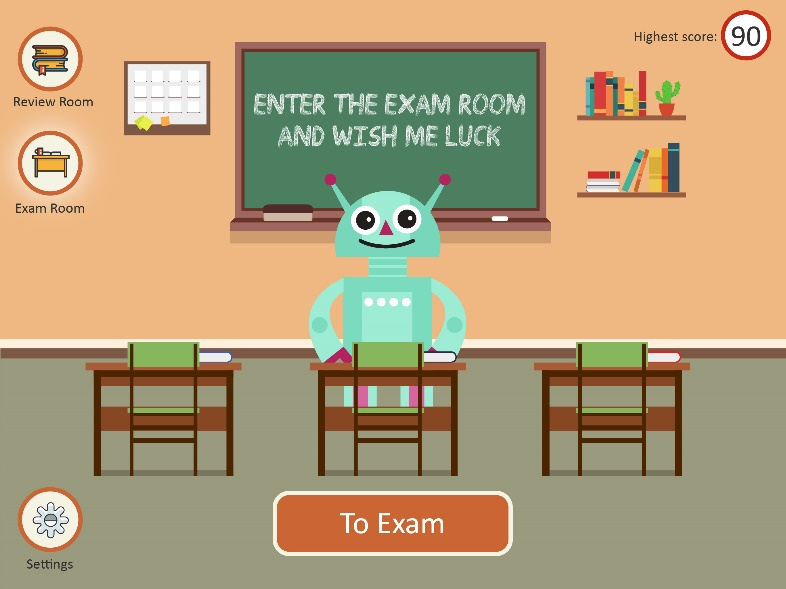 Highest score: 90
Review Room
ENTER THE EXAM ROOM
AND WISH ME LUCK
Exam Room
To Exam
Settings